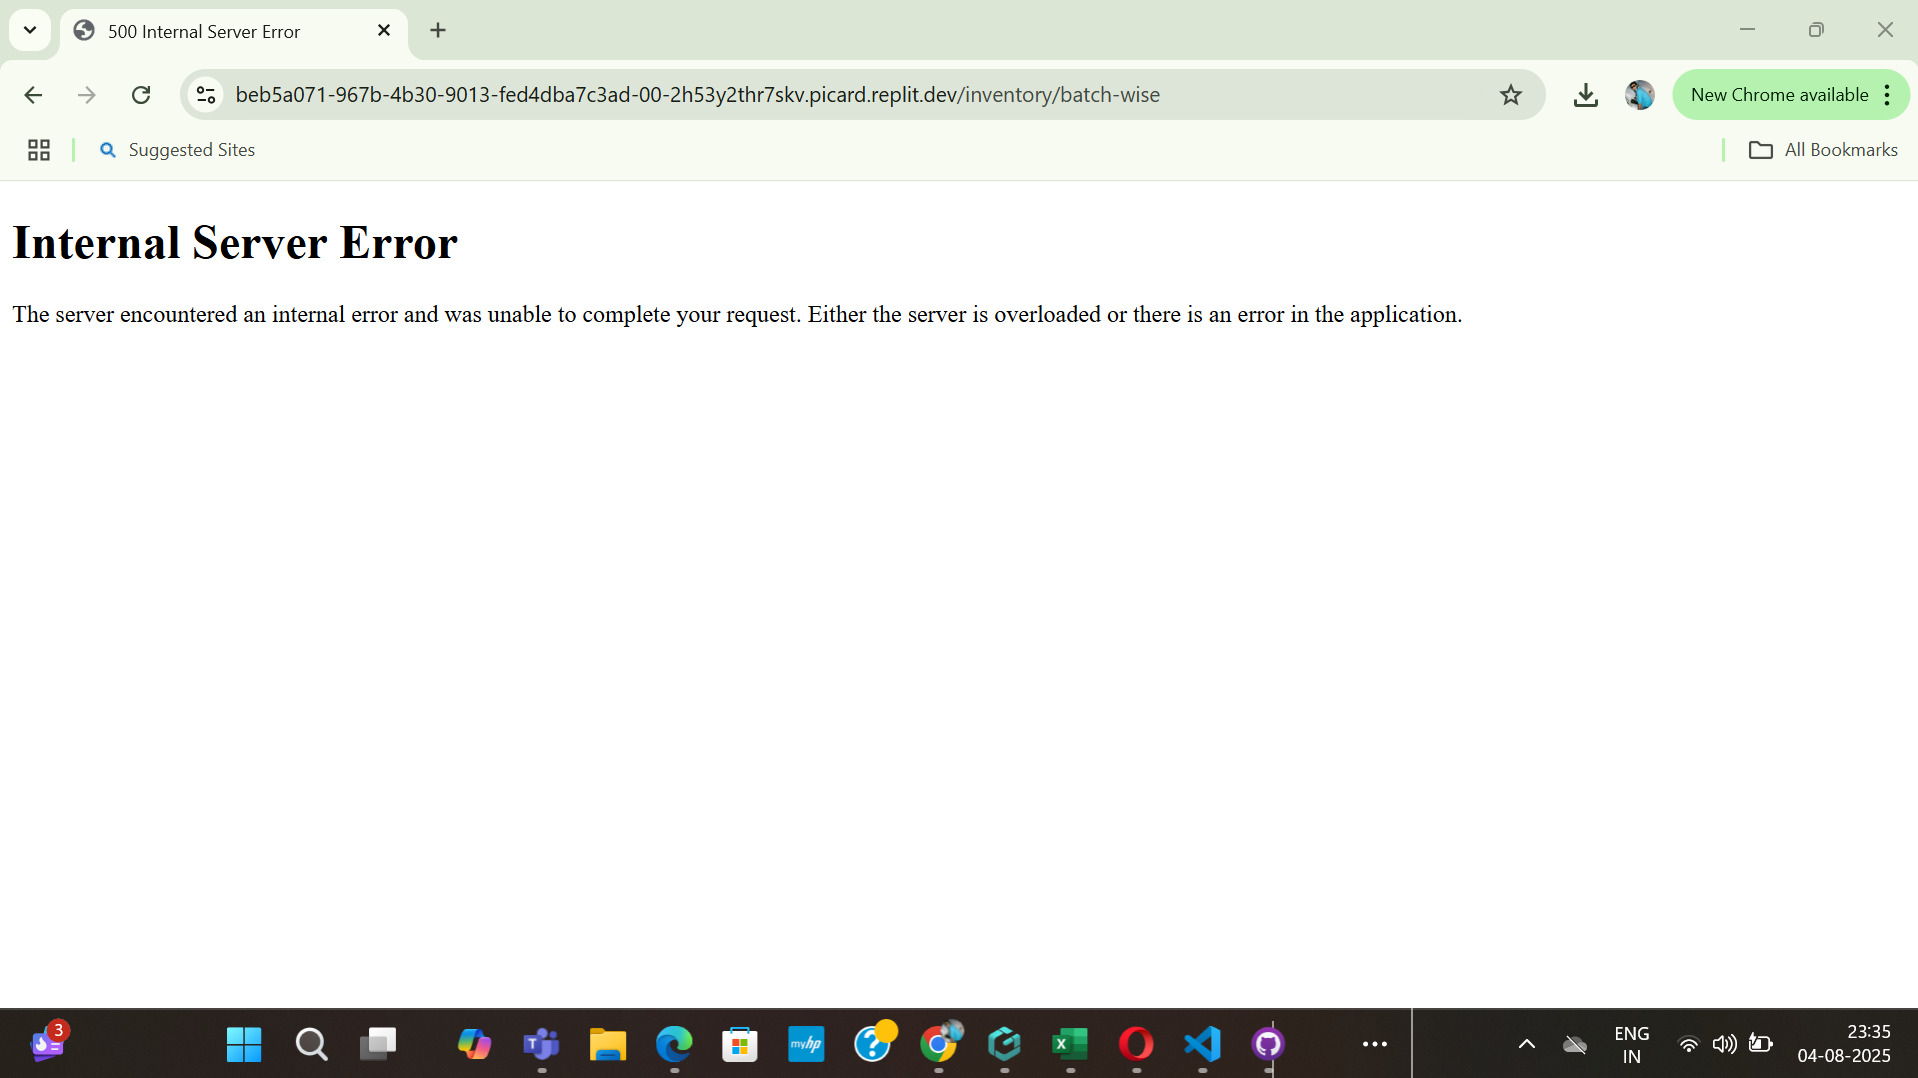 500 Internal Server Error
beb5a071-967b-4b30-9013-fed4dba7c3ad-00-2h53y2thr7skv.picard.replit.dev/inventory/batch-wise
New Chrome available
Suggested Sites
All Bookmarks
Internal Server Error
The server encountered an internal error and was unable to complete your request. Either the server is overloaded or there is an error in the application.
3
T
myhp
?
X
ENG
IN
23:35
04-08-2025